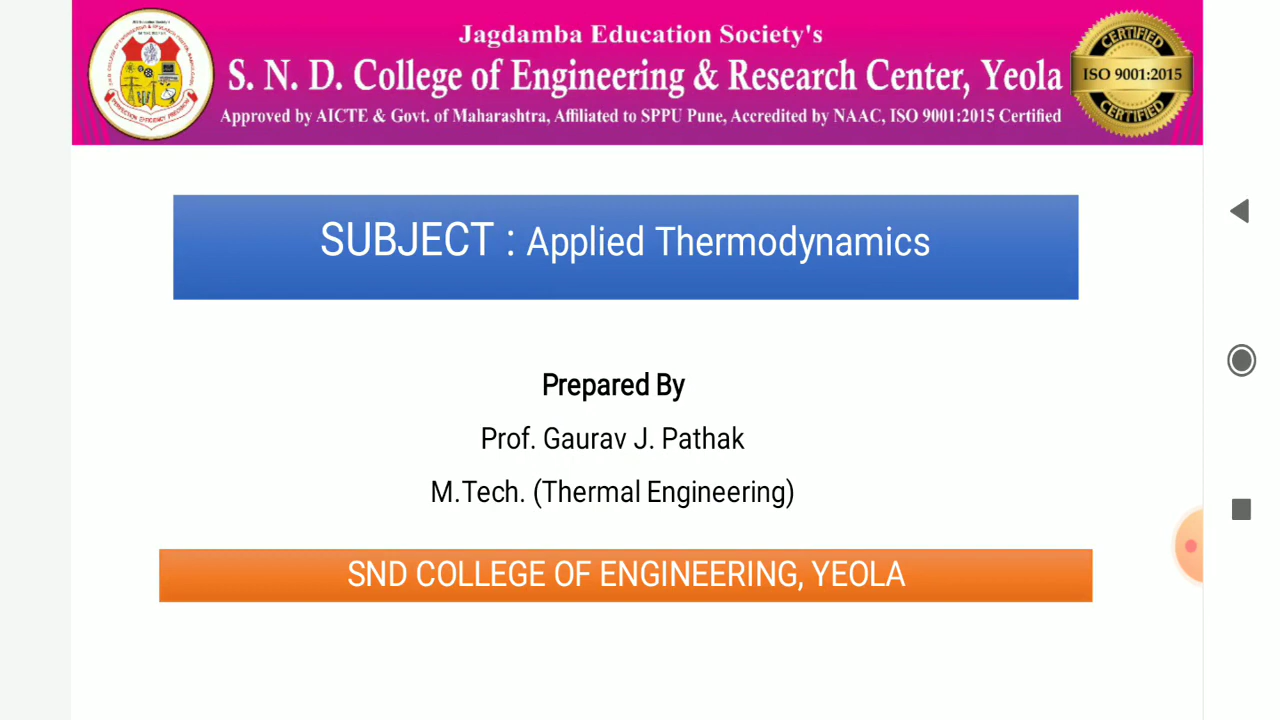 Jagdamba Education Society's
S. N. D. College of Engineering & Research Center, Yeola
Approved by AICTE & Govt. of Maharashtra, Affiliated to SPPU Pune, Accredited by NAAC, ISO 9001:2015 Certified
CERTIFIED
ISO 9001:2015
CERTIFIED
SUBJECT : Applied Thermodynamics
Prepared By
Prof. Gaurav J. Pathak
M.Tech. (Thermal Engineering)
SND COLLEGE OF ENGINEERING, YEOLA